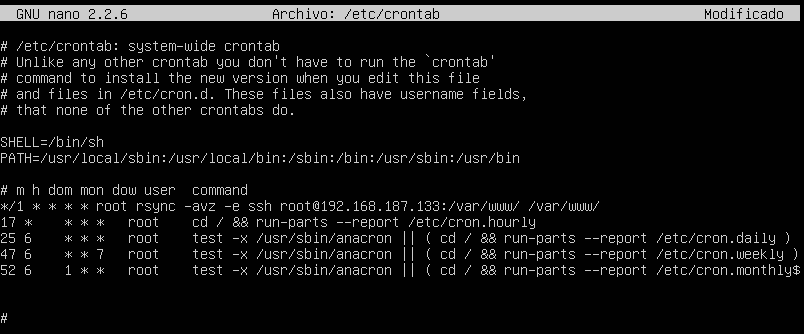 GNU nano 2.2.6 Archivo: /etc/crontab Modificado
# /etc/crontab: system-wide crontab
# Unlike any other crontab you don't have to run the `crontab'
# command to install the new version when you edit this file
# and files in /etc/cron.d. These files also have username fields,
# that none of the other crontabs do.
SHELL=/bin/sh
PATH=/usr/local/sbin:/usr/local/bin:/sbin:/bin:/usr/sbin:/usr/bin
# m h dom mon dow user  command
*/1 * * * * root rsync -avz -e ssh root@192.168.187.133:/var/www/ /var/www/
17 *    * * *   root    cd / && run-parts --report /etc/cron.hourly
25 6    * * *   root    test -x /usr/sbin/anacron || ( cd / && run-parts --report /etc/cron.daily )
47 6    * * 7   root    test -x /usr/sbin/anacron || ( cd / && run-parts --report /etc/cron.weekly )
52 6    1 * *   root    test -x /usr/sbin/anacron || ( cd / && run-parts --report /etc/cron.monthly$
#